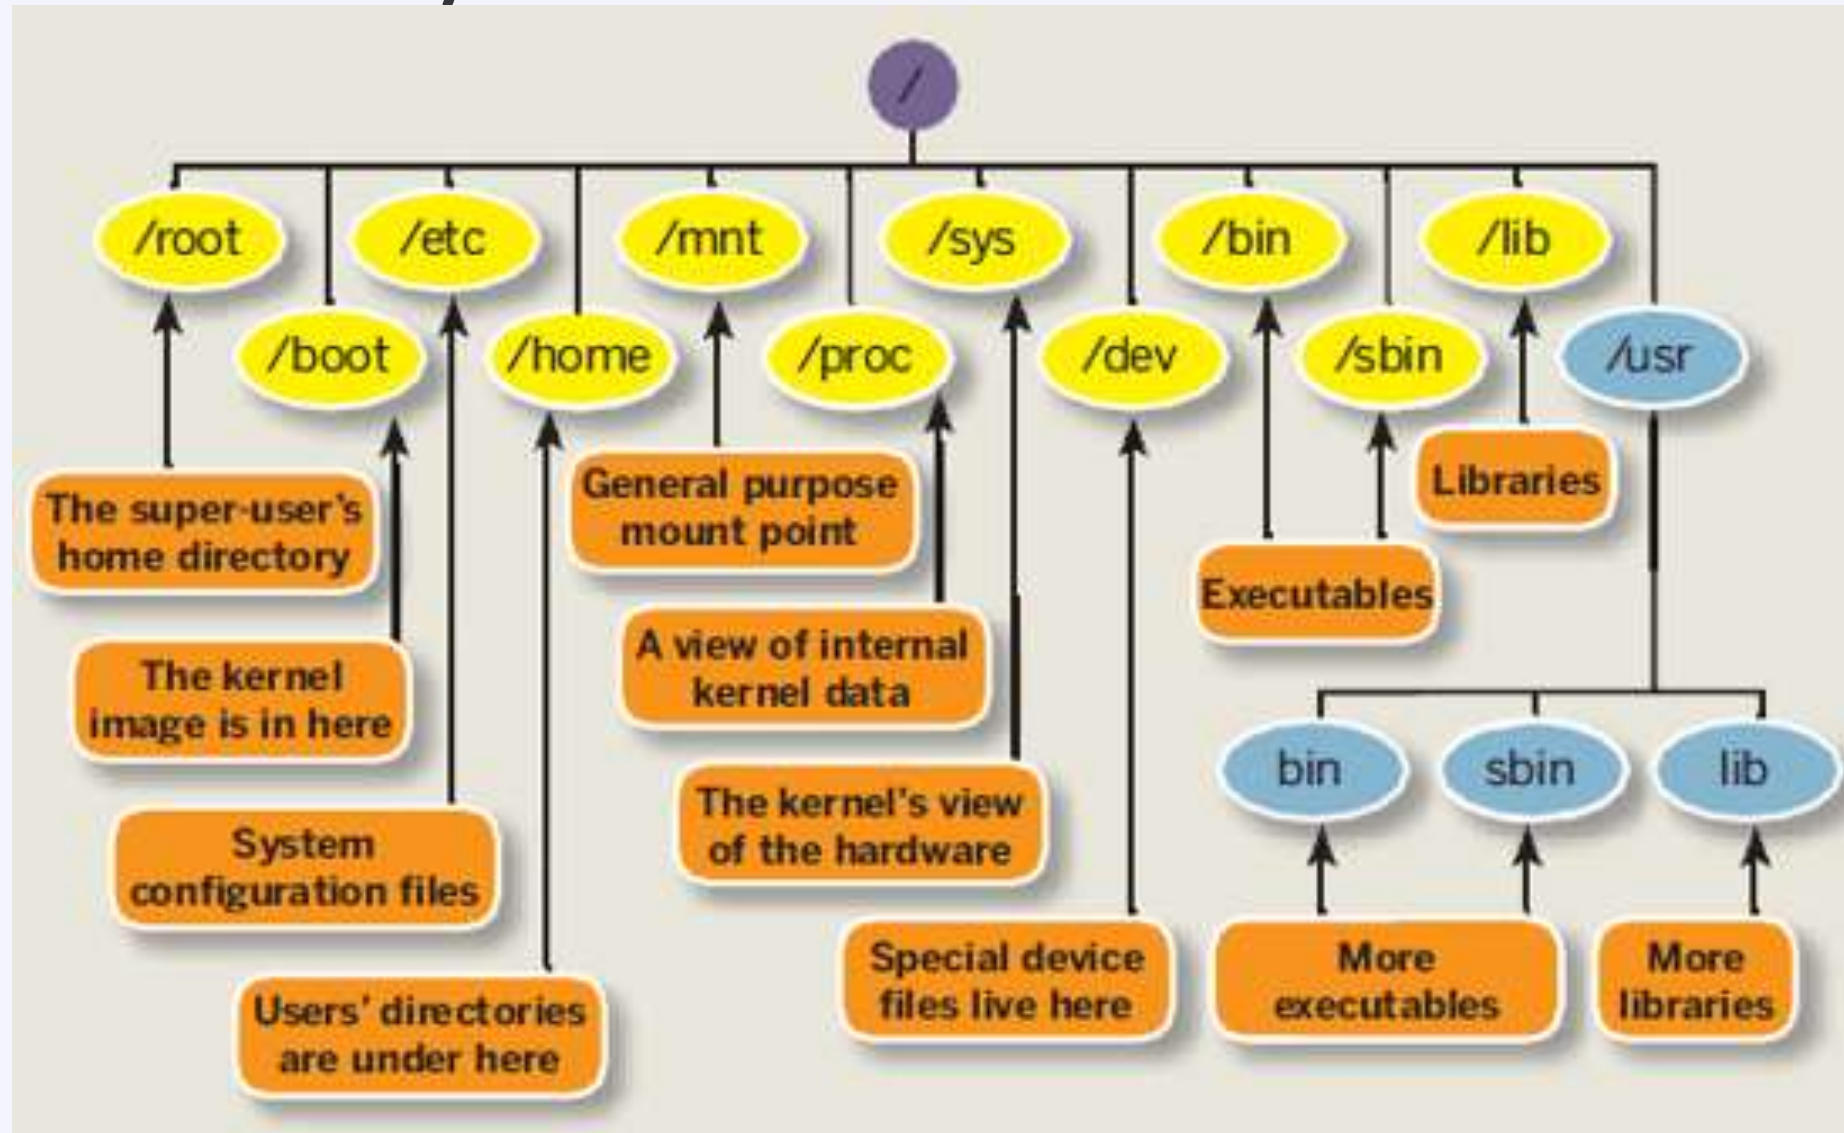 /
/root
/etc
/mnt
/sys
/bin
/lib
/boot
/home
/proc
/dev
/sbin
/usr
The super-user's
home directory
General purpose
mount point
Libraries
Executables
The kernel
image is in here
A view of internal
kernel data
System
configuration files
The kernel's view
of the hardware
bin
sbin
lib
Users' directories
are under here
Special device
files live here
More
executables
More
libraries